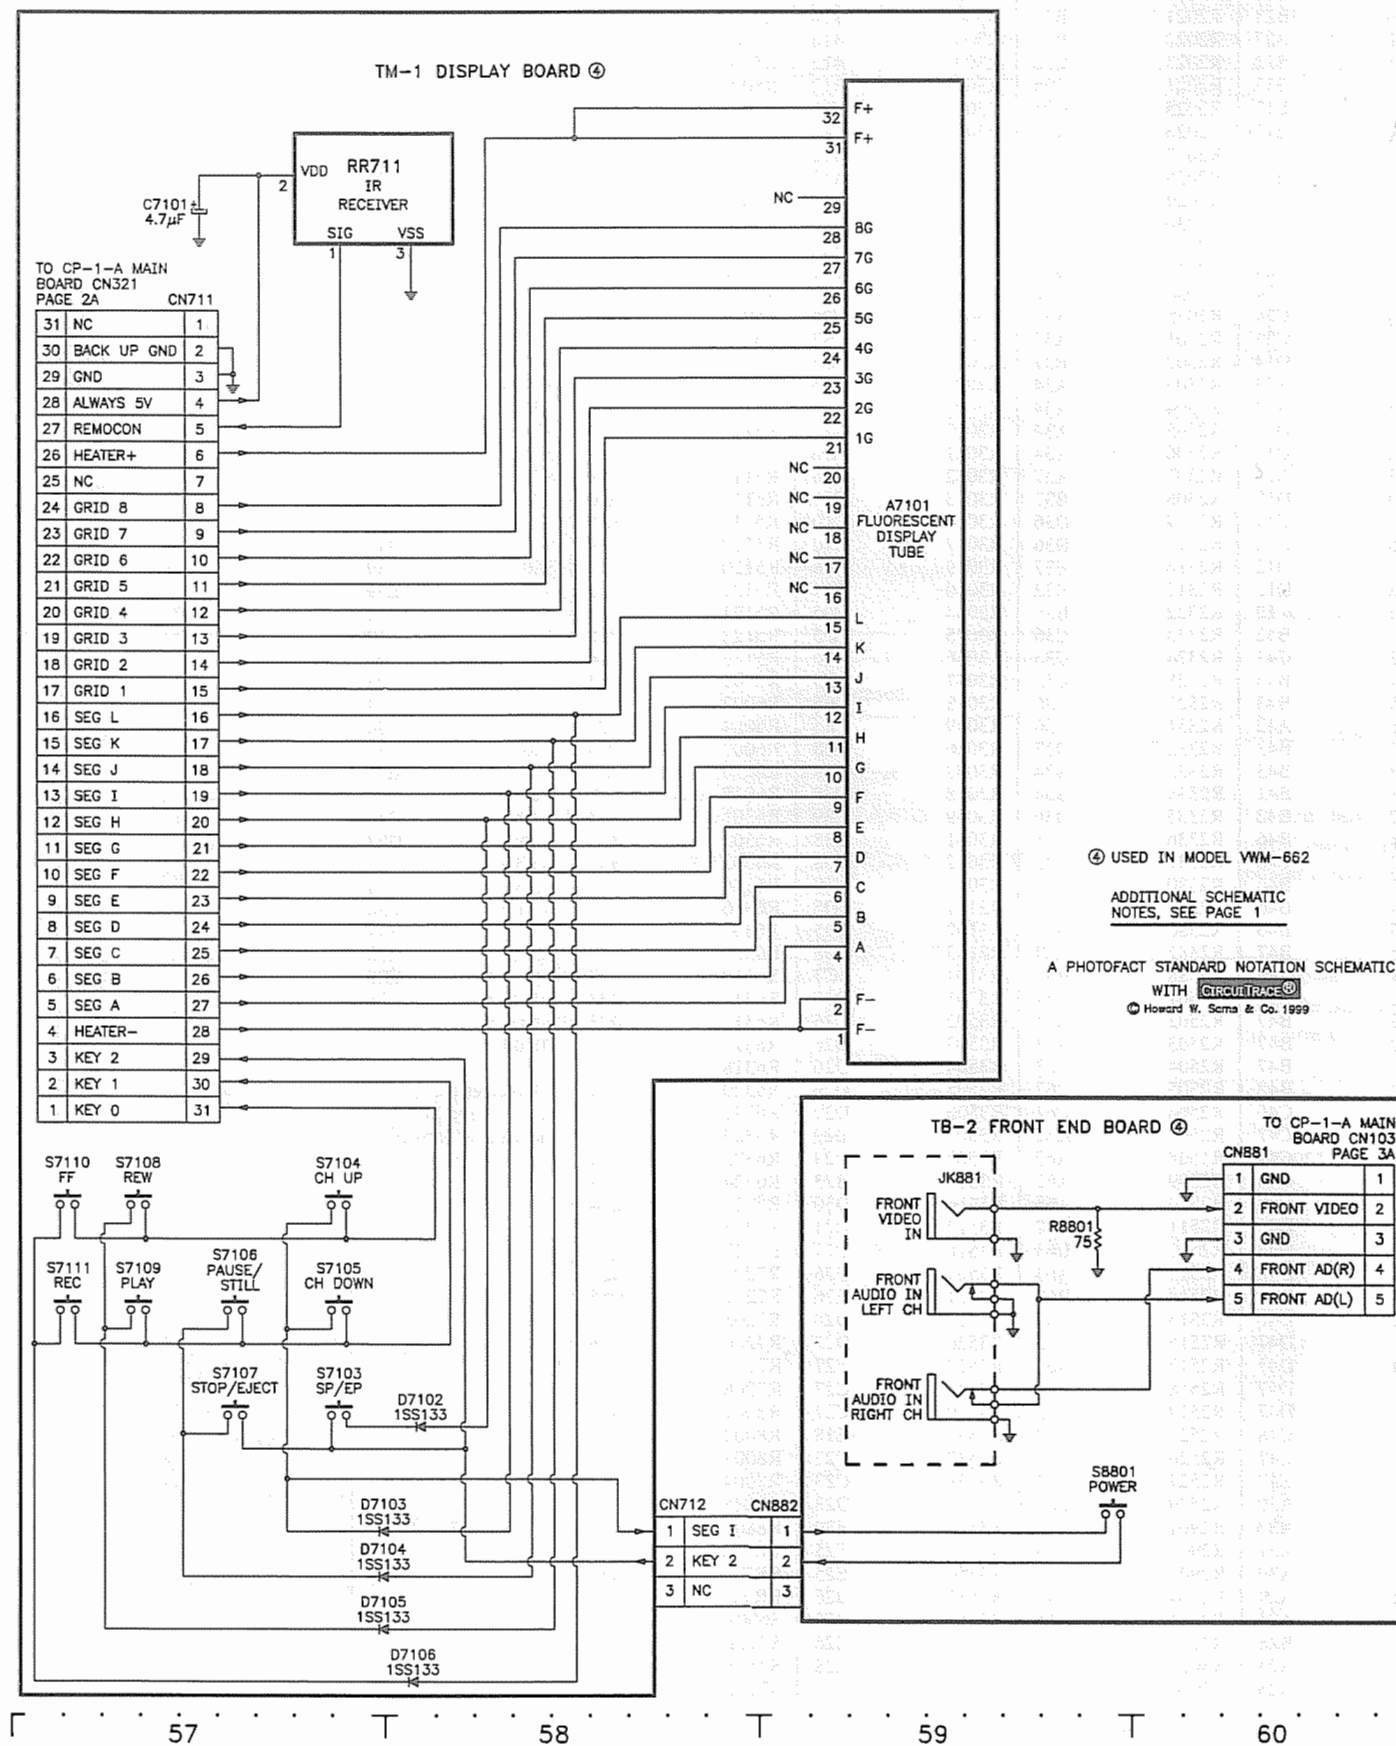 TM-1 DISPLAY BOARD ④
F+
32
F+
31
VDD
2
RR711
IR
RECEIVER
SIG
VSS
1
3
C7101 +
4.7µF
NC
29
8G
28
7G
27
6G
26
5G
25
4G
24
3G
23
2G
22
1G
21
NC
20
NC
19
NC
18
NC
17
NC
16
A7101
FLUORESCENT
DISPLAY
TUBE
L
15
K
14
J
13
I
12
H
11
G
10
F
9
E
8
D
7
C
6
B
5
A
4
F-
2
F-
1
TO CP-1-A MAIN
BOARD CN321
PAGE 2A CN711
31 NC 1
30 BACK UP GND 2
29 GND 3
28 ALWAYS 5V 4
27 REMOCON 5
26 HEATER+ 6
25 NC 7
24 GRID 8 8
23 GRID 7 9
22 GRID 6 10
21 GRID 5 11
20 GRID 4 12
19 GRID 3 13
18 GRID 2 14
17 GRID 1 15
16 SEG L 16
15 SEG K 17
14 SEG J 18
13 SEG I 19
12 SEG H 20
11 SEG G 21
10 SEG F 22
9 SEG E 23
8 SEG D 24
7 SEG C 25
6 SEG B 26
5 SEG A 27
4 HEATER- 28
3 KEY 2 29
2 KEY 1 30
1 KEY 0 31
④ USED IN MODEL VWM-662
ADDITIONAL SCHEMATIC
NOTES, SEE PAGE 1
A PHOTOFACT STANDARD NOTATION SCHEMATIC
WITH CIRCUITRACE®
© Howard W. Sams & Co. 1999
S7110
FF
S7108
REW
S7104
CH UP
S7111
REC
S7109
PLAY
S7106
PAUSE/
STILL
S7105
CH DOWN
S7107
STOP/EJECT
S7103
SP/EP
D7102
1SS133
D7103
1SS133
D7104
1SS133
D7105
1SS133
D7106
1SS133
CN712 CN882
1 SEG I 1
2 KEY 2 2
3 NC 3
TB-2 FRONT END BOARD ④
TO CP-1-A MAIN
BOARD CN103
CN881 PAGE 3A
1 GND 1
2 FRONT VIDEO 2
3 GND 3
4 FRONT AD(R) 4
5 FRONT AD(L) 5
JK881
FRONT
VIDEO
IN
R8801
75
FRONT
AUDIO IN
LEFT CH
FRONT
AUDIO IN
RIGHT CH
S8801
POWER
57 58 59 60